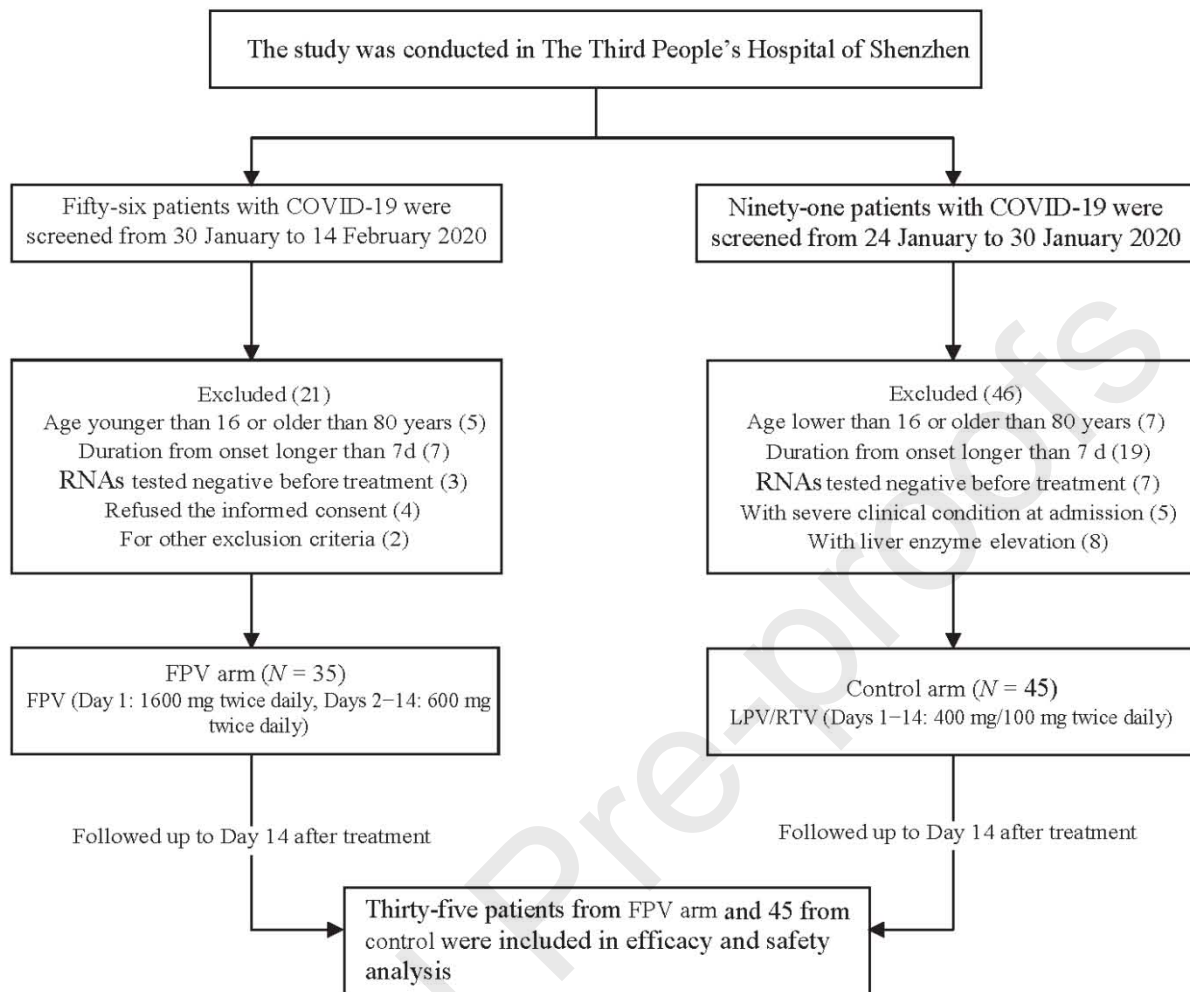 The study was conducted in The Third People's Hospital of Shenzhen
Fifty-six patients with COVID-19 were
screened from 30 January to 14 February 2020
Ninety-one patients with COVID-19 were
screened from 24 January to 30 January 2020
Excluded (21)
Age younger than 16 or older than 80 years (5)
Duration from onset longer than 7d (7)
RNAs tested negative before treatment (3)
Refused the informed consent (4)
For other exclusion criteria (2)
Excluded (46)
Age lower than 16 or older than 80 years (7)
Duration from onset longer than 7 d (19)
RNAs tested negative before treatment (7)
With severe clinical condition at admission (5)
With liver enzyme elevation (8)
FPV arm (N = 35)
FPV (Day 1: 1600 mg twice daily, Days 2−14: 600 mg
twice daily)
Control arm (N = 45)
LPV/RTV (Days 1−14: 400 mg/100 mg twice daily)
Followed up to Day 14 after treatment
Followed up to Day 14 after treatment
Thirty-five patients from FPV arm and 45 from
control were included in efficacy and safety
analysis
Pre-proofs